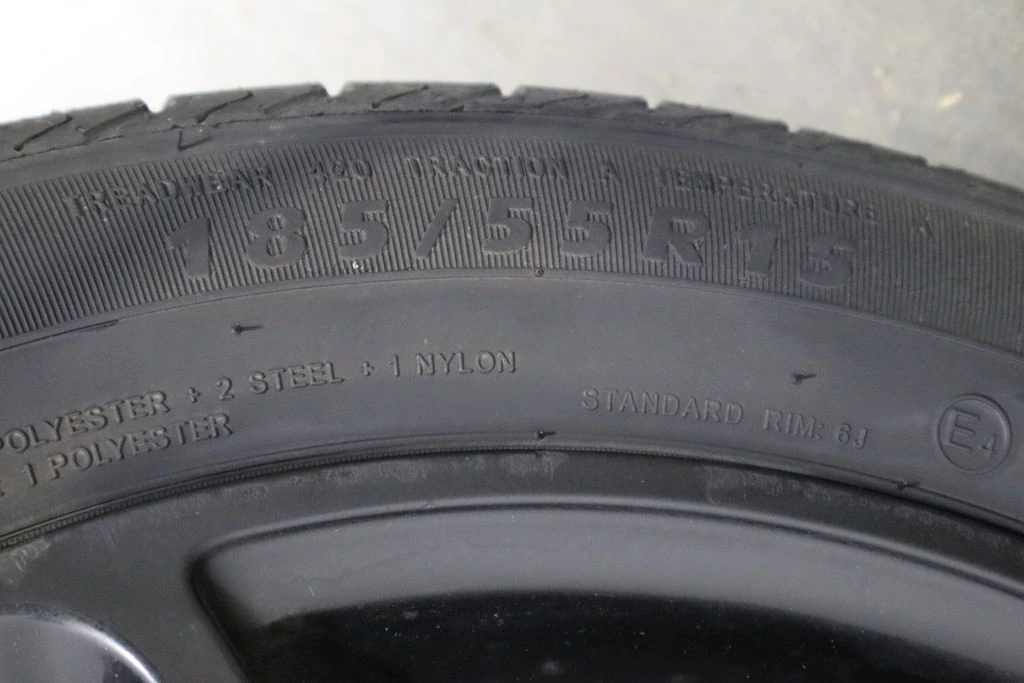 TREADWEAR 420 TRACTION A TEMPERATURE
185/55R15
POLYESTER + 2 STEEL + 1 NYLON
1 POLYESTER
STANDARD RIM: 6J
E4